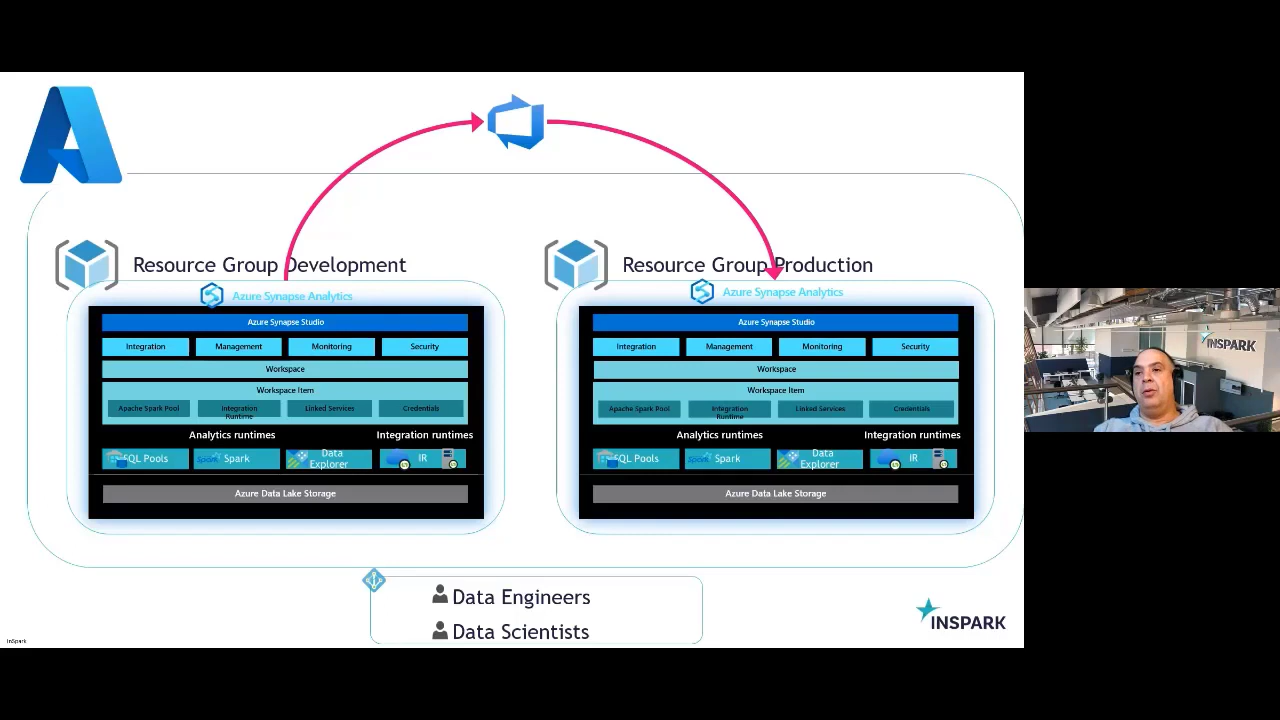 Resource Group Development
Azure Synapse Analytics
Azure Synapse Studio
Integration
Management
Monitoring
Security
Workspace
Workspace Item
Apache Spark Pool
Integration
Runtime
Linked Services
Credentials
Analytics runtimes
Integration runtimes
SQL Pools
Spark
Spark
Data
Explorer
IR
Azure Data Lake Storage
Resource Group Production
Azure Synapse Analytics
Azure Synapse Studio
Integration
Management
Monitoring
Security
Workspace
Workspace Item
Apache Spark Pool
Integration
Runtime
Linked Services
Credentials
Analytics runtimes
Integration runtimes
SQL Pools
Spark
Spark
Data
Explorer
IR
Azure Data Lake Storage
Data Engineers
Data Scientists
INSPARK
InSpark
INSPARK